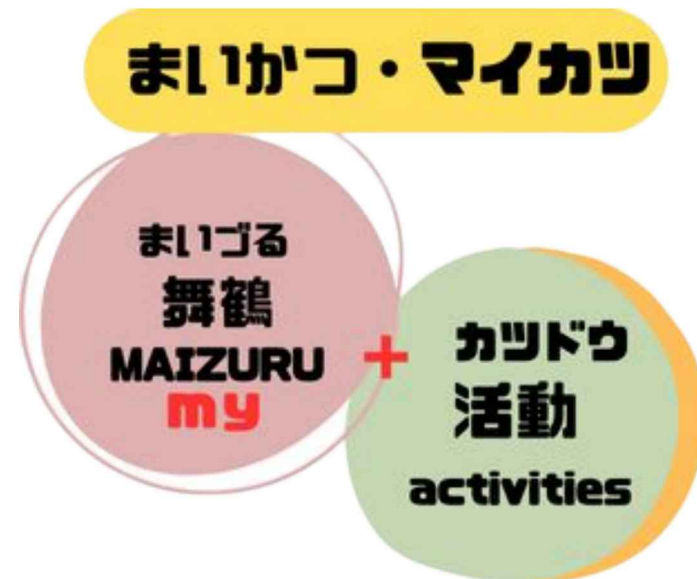 まいかつ・マイカツ
まいづる
舞鶴
MAIZURU
my
+
カツドウ
活動
activities